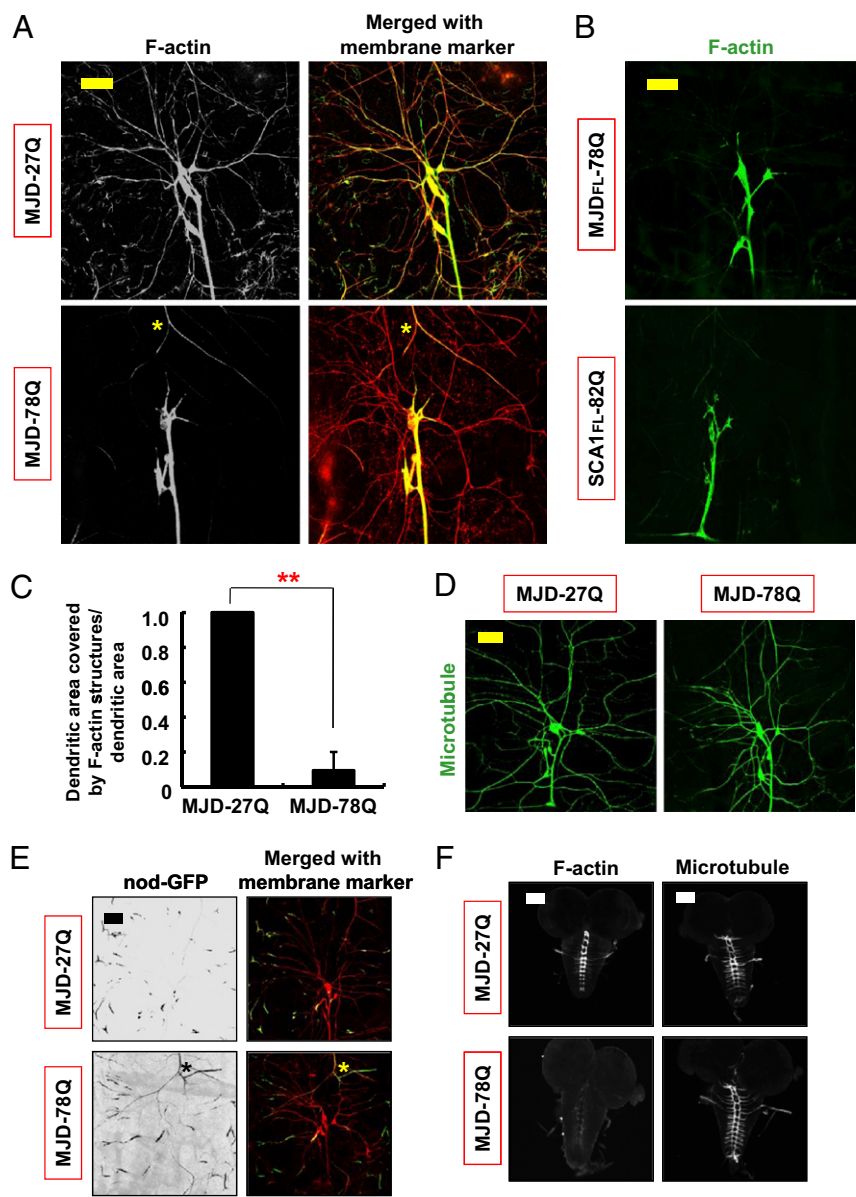 A
F-actin
Merged with
membrane marker
B
F-actin
MJD-27Q
*
*
MJD-78Q
MJDFL-78Q
SCA1FL-82Q
C
**
Dendritic area covered
by F-actin structures/
dendritic area
1.0
0.8
0.6
0.4
0.2
0
MJD-27Q
MJD-78Q
D
MJD-27Q
MJD-78Q
Microtubule
E
nod-GFP
Merged with
membrane marker
MJD-27Q
MJD-78Q
*
*
F
F-actin
Microtubule
MJD-27Q
MJD-78Q